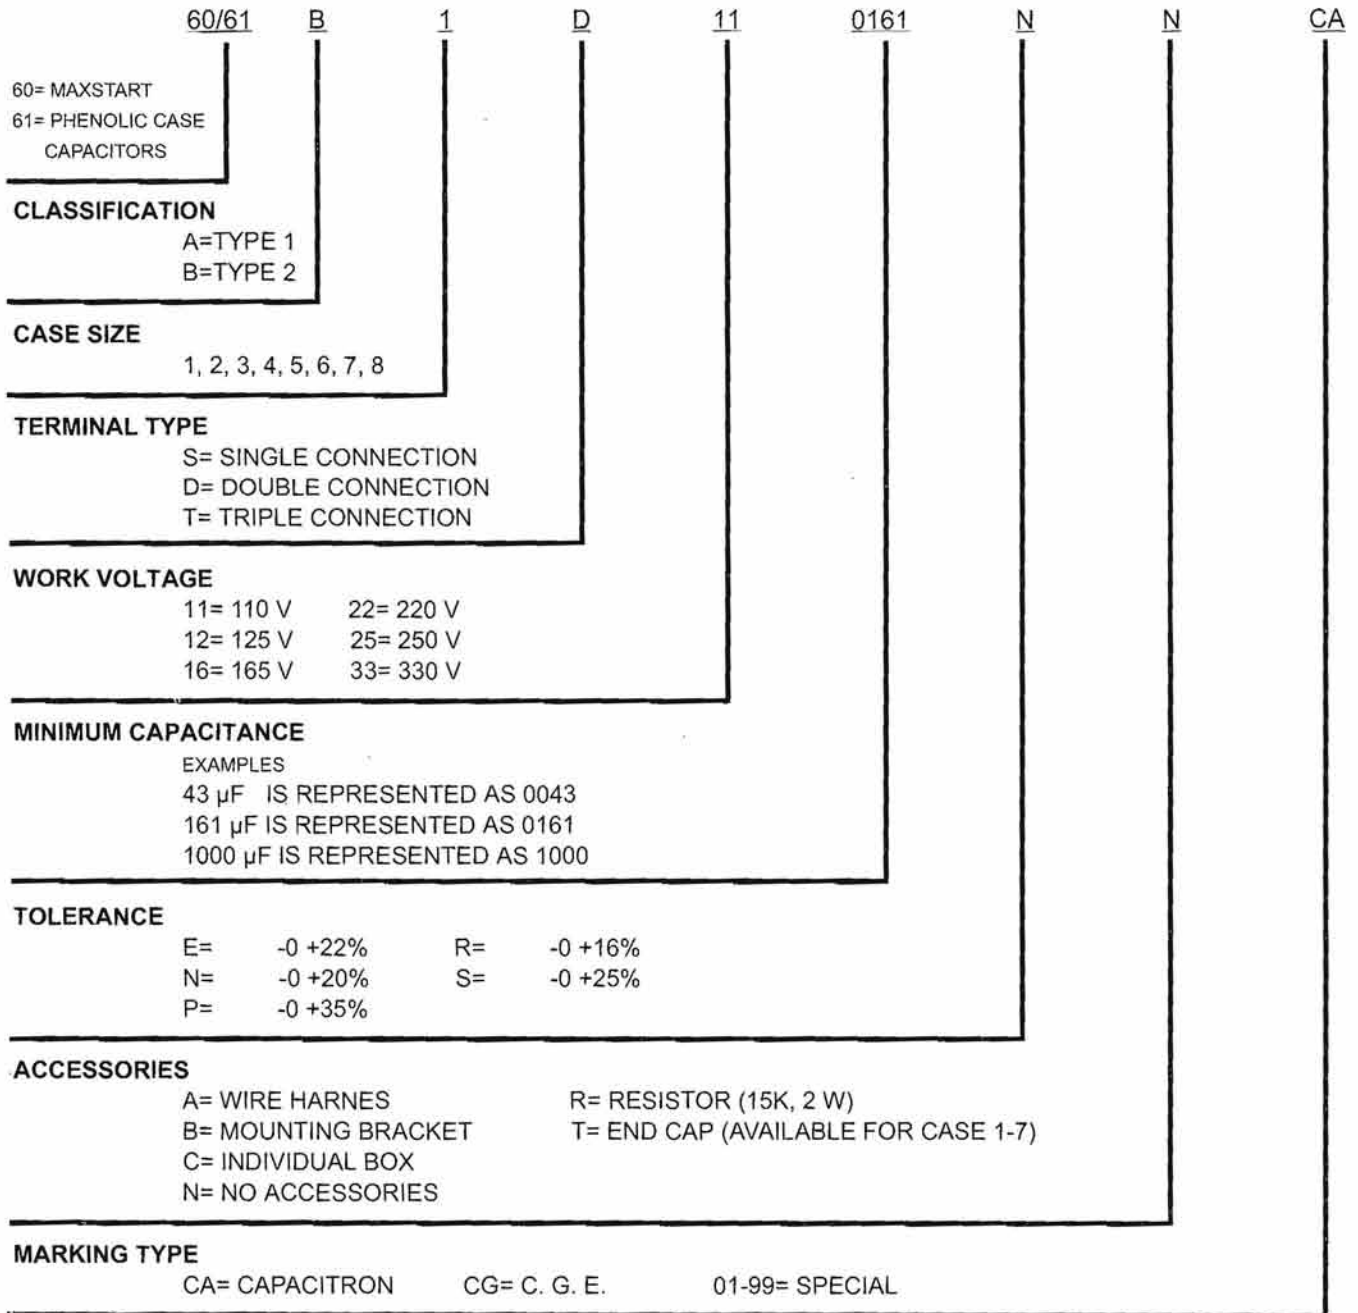 60/61 B 1 D 11 0161 N N CA
60= MAXSTART
61= PHENOLIC CASE
CAPACITORS
CLASSIFICATION
A=TYPE 1
B=TYPE 2
CASE SIZE
1, 2, 3, 4, 5, 6, 7, 8
TERMINAL TYPE
S= SINGLE CONNECTION
D= DOUBLE CONNECTION
T= TRIPLE CONNECTION
WORK VOLTAGE
11= 110 V 22= 220 V
12= 125 V 25= 250 V
16= 165 V 33= 330 V
MINIMUM CAPACITANCE
EXAMPLES
43 µF IS REPRESENTED AS 0043
161 µF IS REPRESENTED AS 0161
1000 µF IS REPRESENTED AS 1000
TOLERANCE
E= -0 +22% R= -0 +16%
N= -0 +20% S= -0 +25%
P= -0 +35%
ACCESSORIES
A= WIRE HARNES R= RESISTOR (15K, 2 W)
B= MOUNTING BRACKET T= END CAP (AVAILABLE FOR CASE 1-7)
C= INDIVIDUAL BOX
N= NO ACCESSORIES
MARKING TYPE
CA= CAPACITRON CG= C. G. E. 01-99= SPECIAL